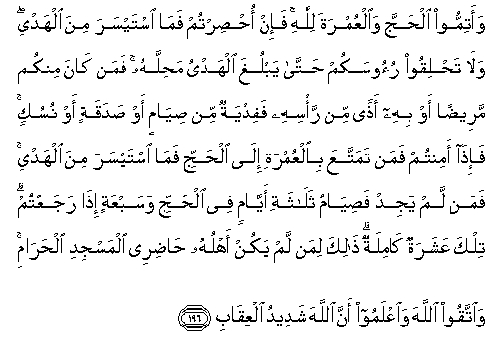 وَأَتِمُّوا۟ ٱلْحَجَّ وَٱلْعُمْرَةَ لِلَّهِ ۚ فَإِنْ أُحْصِرْتُمْ فَمَا ٱسْتَيْسَرَ مِنَ ٱلْهَدْىِ ۖ
وَلَا تَحْلِقُوا۟ رُءُوسَكُمْ حَتَّىٰ يَبْلُغَ ٱلْهَدْىُ مَحِلَّهُۥ ۚ فَمَن كَانَ مِنكُم
مَّرِيضًا أَوْ بِهِۦٓ أَذًى مِّن رَّأْسِهِۦ فَفِدْيَةٌ مِّن صِيَامٍ أَوْ صَدَقَةٍ أَوْ نُسُكٍ ۚ
فَإِذَآ أَمِنتُمْ فَمَن تَمَتَّعَ بِٱلْعُمْرَةِ إِلَى ٱلْحَجِّ فَمَا ٱسْتَيْسَرَ مِنَ ٱلْهَدْىِ ۚ
فَمَن لَّمْ يَجِدْ فَصِيَامُ ثَلَـٰثَةِ أَيَّامٍ فِى ٱلْحَجِّ وَسَبْعَةٍ إِذَا رَجَعْتُمْ ۗ
تِلْكَ عَشَرَةٌ كَامِلَةٌ ۗ ذَٰلِكَ لِمَن لَّمْ يَكُنْ أَهْلُهُۥ حَاضِرِى ٱلْمَسْجِدِ ٱلْحَرَامِ ۚ
وَٱتَّقُوا۟ ٱللَّهَ وَٱعْلَمُوٓا۟ أَنَّ ٱللَّهَ شَدِيدُ ٱلْعِقَابِ ﴿١٩٦﴾